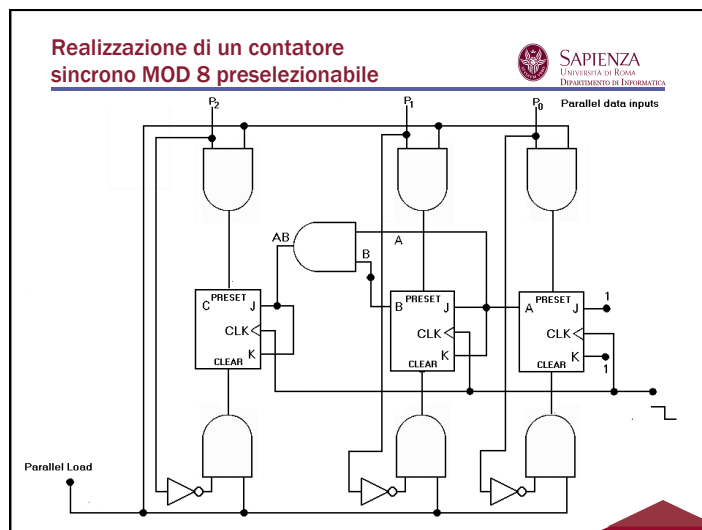 Realizzazione di un contatore
sincrono MOD 8 preselezionabile
SAPIENZA
UNIVERSITÀ DI ROMA
DIPARTIMENTO DI INFORMATICA
P2 P1 P0 Parallel data inputs
AB A
B
PRESET PRESET PRESET
C J B J A J 1
CLK CLK CLK
K K K 1
CLEAR CLEAR CLEAR
Parallel Load